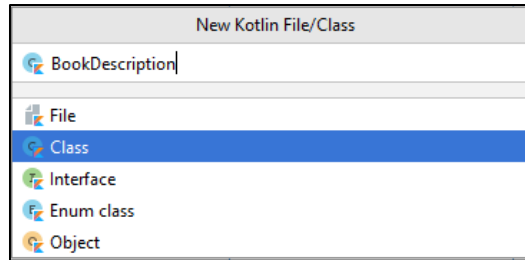 New Kotlin File/Class
BookDescription
File
Class
Interface
Enum class
Object